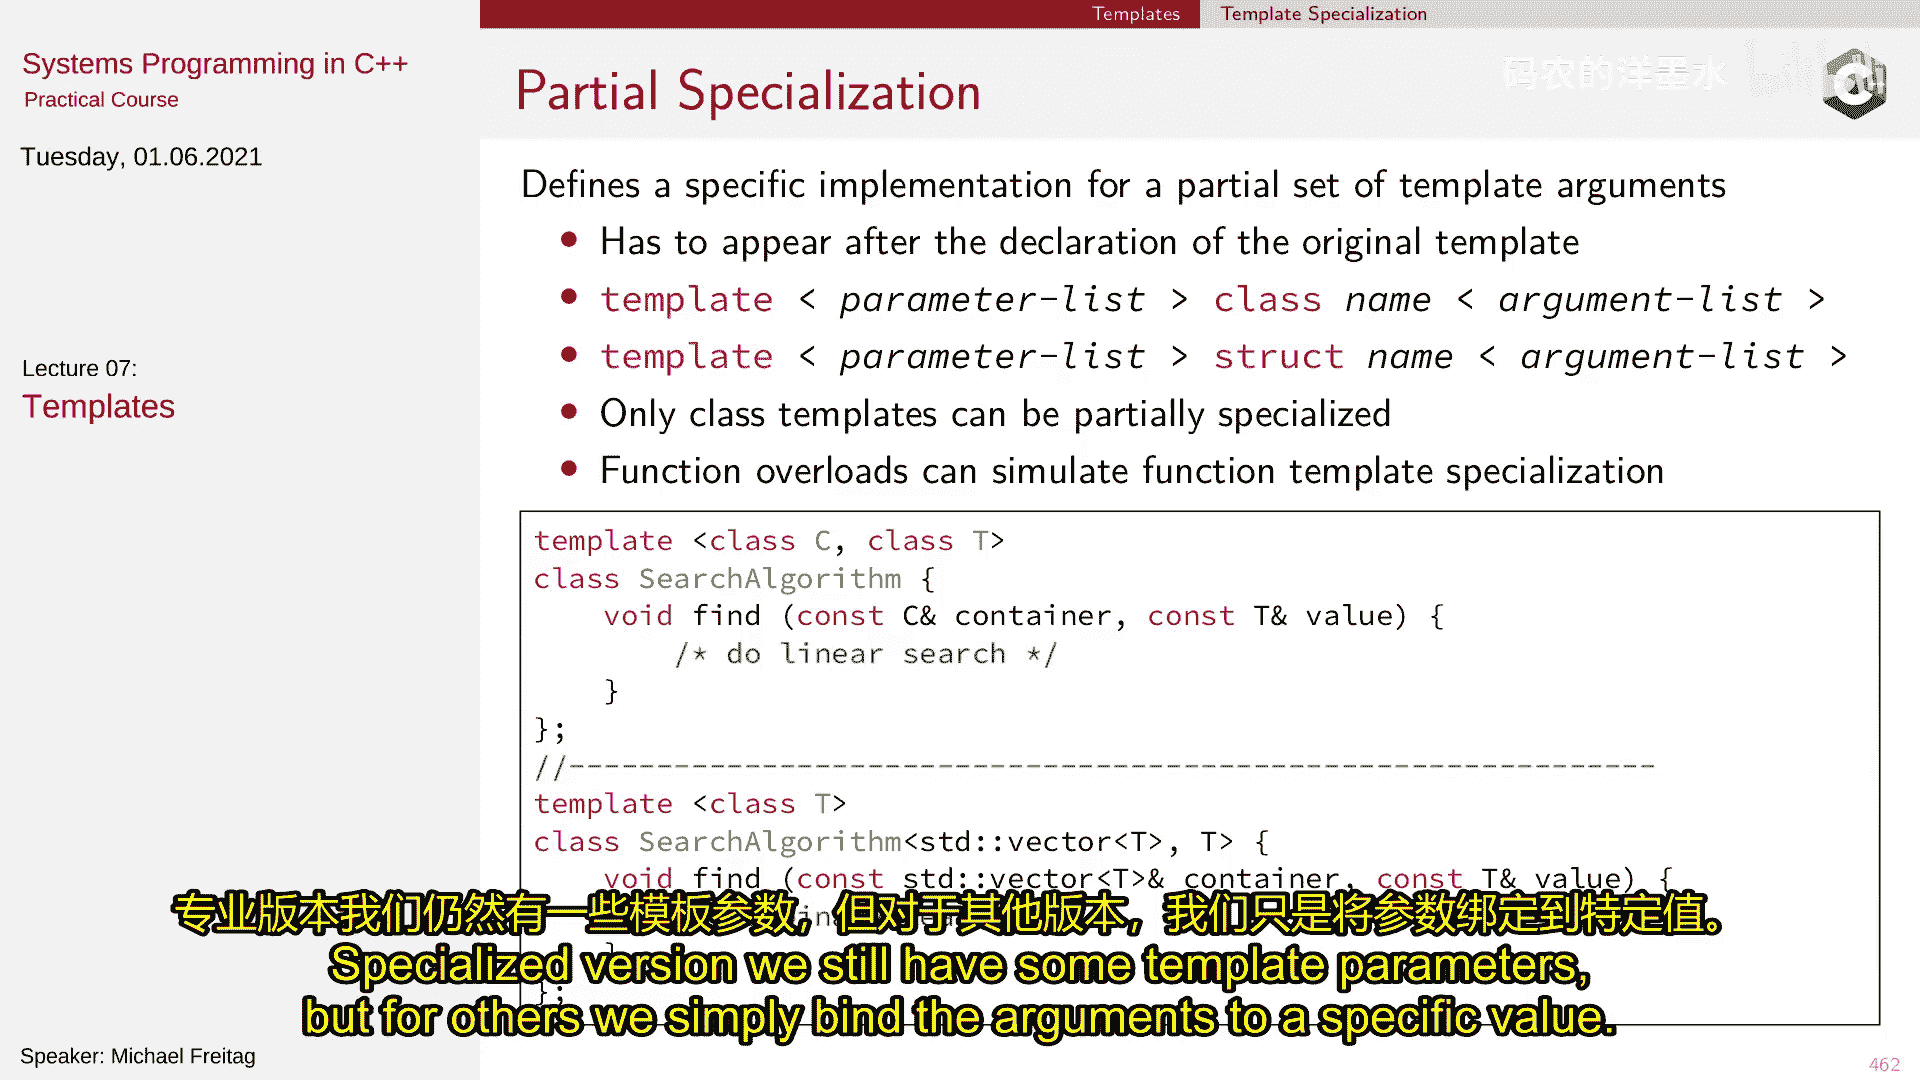 Templates
Template Specialization
Systems Programming in C++
Practical Course
Tuesday, 01.06.2021
Lecture 07:
Templates
码农的洋墨水
Partial Specialization
Defines a specific implementation for a partial set of template arguments
• Has to appear after the declaration of the original template
• template < parameter-list > class name < argument-list >
• template < parameter-list > struct name < argument-list >
• Only class templates can be partially specialized
• Function overloads can simulate function template specialization
template <class C, class T>
class SearchAlgorithm {
void find (const C& container, const T& value) {
/* do linear search */
}
};
//--------------------------------------------------------------
template <class T>
class SearchAlgorithm<std::vector<T>, T> {
void find (const std::vector<T>& container, const T& value) {
}
};
专业版本我们仍然有一些模板参数，但对于其他版本，我们只是将参数绑定到特定值。
Specialized version we still have some template parameters,
but for others we simply bind the arguments to a specific value.
Speaker: Michael Freitag
462